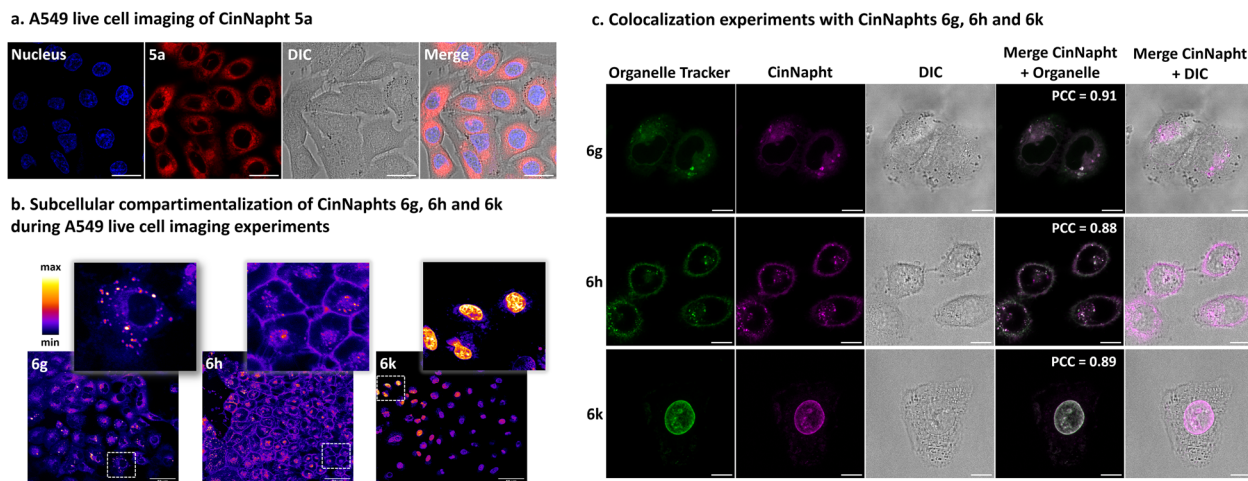 a. A549 live cell imaging of CinNapht 5a
Nucleus
5a
DIC
Merge
b. Subcellular compartimentalization of CinNaphts 6g, 6h and 6k
during A549 live cell imaging experiments
max
min
6g
6h
6k
c. Colocalization experiments with CinNaphts 6g, 6h and 6k
Organelle Tracker
CinNapht
DIC
Merge CinNapht
+ Organelle
Merge CinNapht
+ DIC
6g
PCC = 0.91
6h
PCC = 0.88
6k
PCC = 0.89